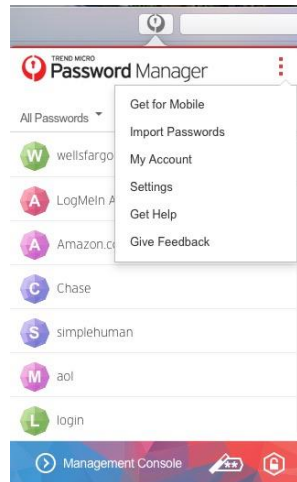 TREND MICRO
Password Manager
All Passwords
Get for Mobile
Import Passwords
My Account
Settings
Get Help
Give Feedback
W wellsfargo
A LogMeIn A
A Amazon.co
C Chase
S simplehuman
M aol
L login
Management Console
**